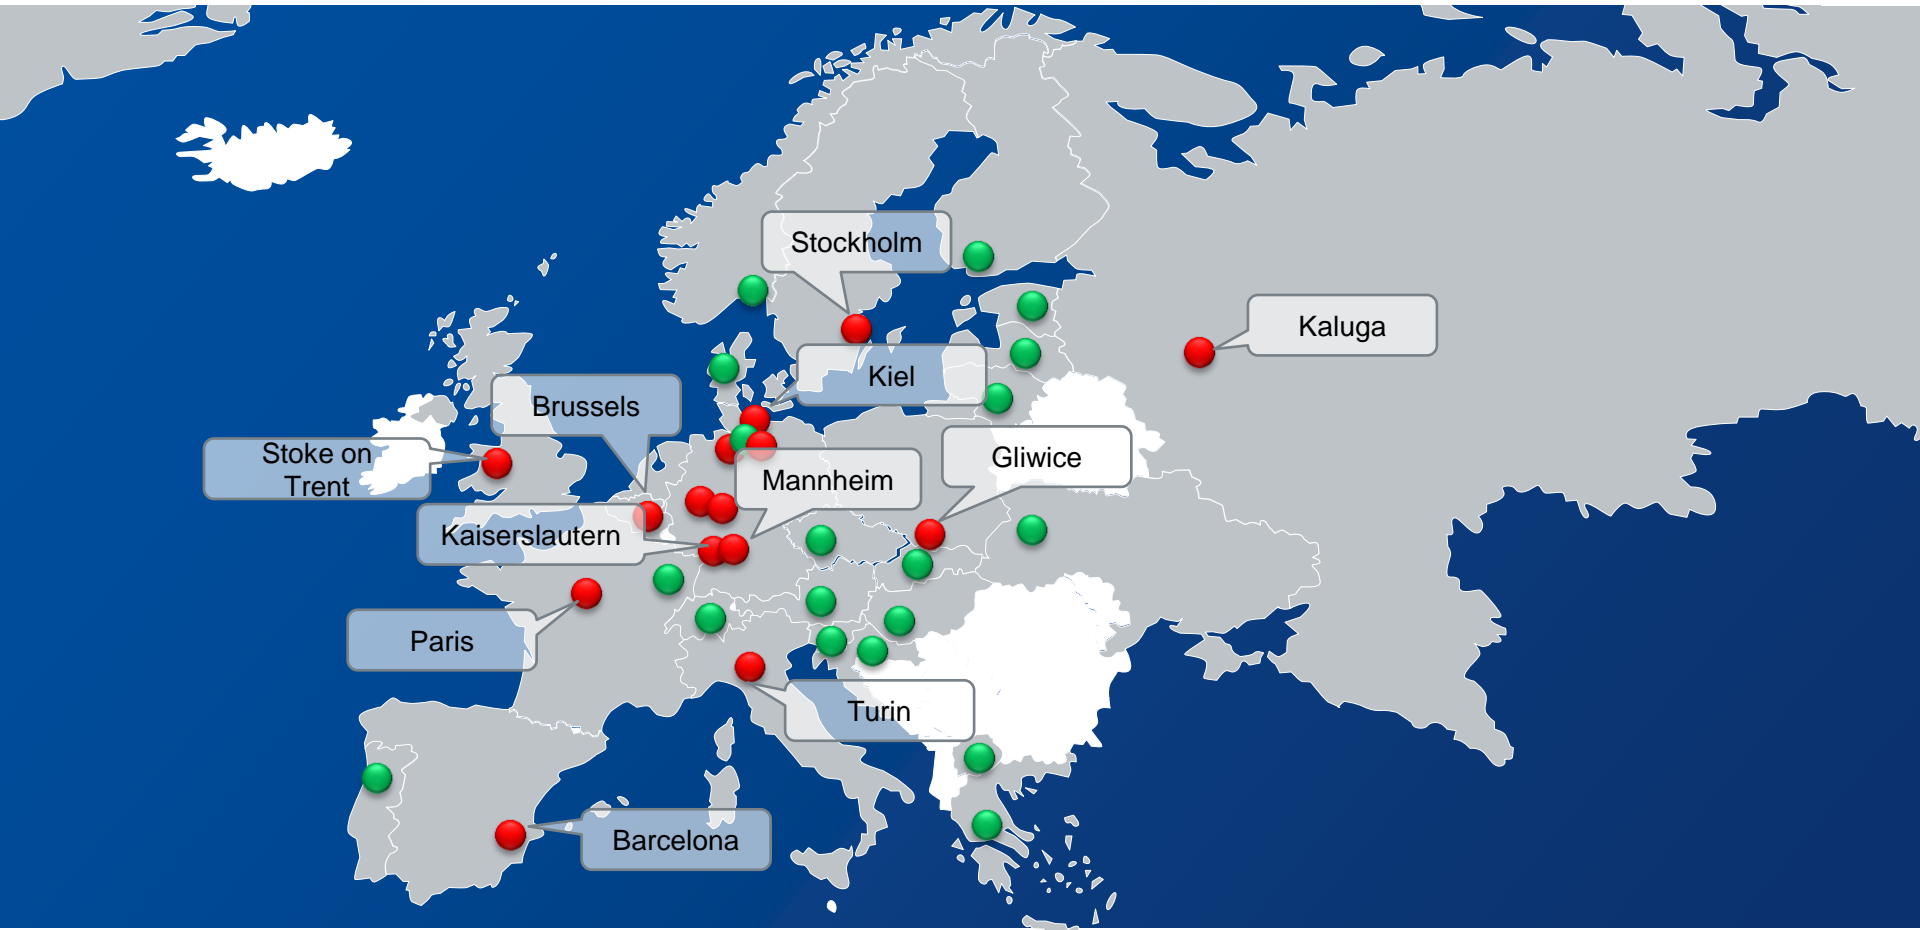 Stockholm
Kaluga
Kiel
Brussels
Stoke on
Trent
Gliwice
Mannheim
Kaiserslautern
Paris
Turin
Barcelona